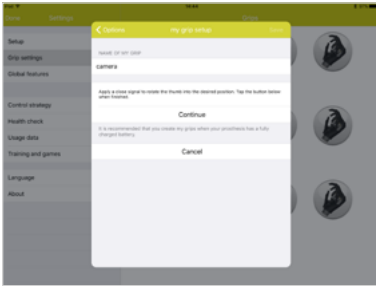 Settings
Grips
Options
my grip setup
NAME OF MY GRIP
camera
Apply a close signal to rotate the thumb into the desired position. Tap the button below
when finished.
Continue
It is recommended that you create my grips when your prosthesis has a fully
charged battery.
Cancel
Setup
Grip settings
Global features
Control strategy
Health check
Usage data
Training and games
Language
About